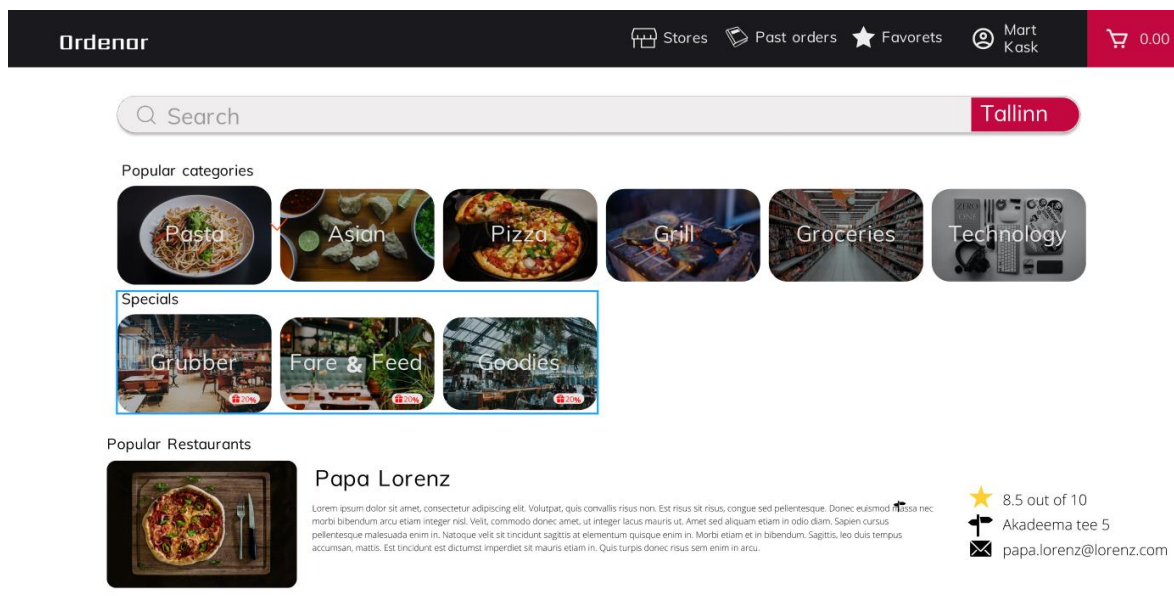 Ordenar
Stores
Past orders
Favorets
Mart
Kask
0.00
Search
Tallinn
Popular categories
Pasta
Asian
Pizza
Grill
Groceries
ZERO
ONE
Technology
Specials
Grubber
20%
Fare & Feed
20%
Goodies
20%
Popular Restaurants
Papa Lorenz
Lorem ipsum dolor sit amet, consectetur adipiscing elit. Volutpat, quis convallis risus non. Est risus sit risus, congue sed pellentesque. Donec euismod massa nec
morbi bibendum arcu etiam integer nisl. Velit, commodo donec amet, ut integer lacus mauris ut. Amet sed aliquam etiam in odio diam. Sapien cursus
pellentesque malesuada enim in. Natoque velit sit tincidunt sagittis at elementum quisque enim in. Morbi etiam et in bibendum. Sagittis, leo duis tempus
accumsan, mattis. Est tincidunt est dictumst imperdiet sit mauris etiam in. Quis turpis donec risus sem enim in arcu.
8.5 out of 10
Akadeema tee 5
papa.lorenz@lorenz.com